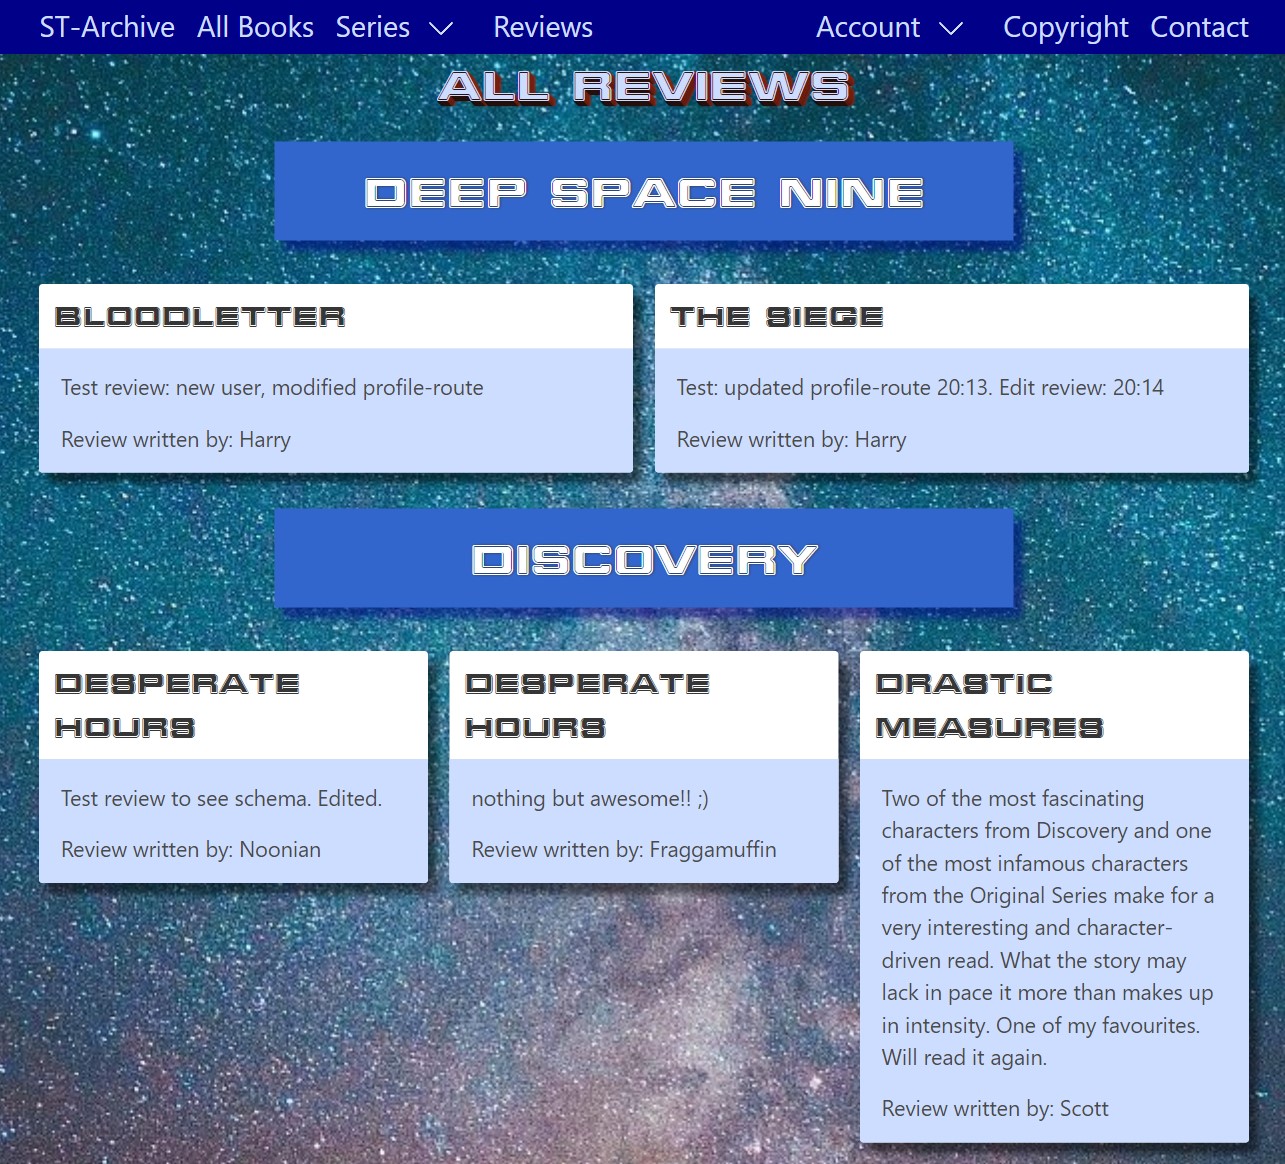 ST-Archive All Books Series Reviews Account Copyright Contact
ALL REVIEWS
DEEP SPACE NINE
BLOODLETTER
Test review: new user, modified profile-route
Review written by: Harry
THE SIEGE
Test: updated profile-route 20:13. Edit review: 20:14
Review written by: Harry
DISCOVERY
DESPERATE
HOURS
Test review to see schema. Edited.
Review written by: Noonian
DESPERATE
HOURS
nothing but awesome!! ;)
Review written by: Fraggamuffin
DRASTIC
MEASURES
Two of the most fascinating
characters from Discovery and one
of the most infamous characters
from the Original Series make for a
very interesting and character-
driven read. What the story may
lack in pace it more than makes up
in intensity. One of my favourites.
Will read it again.
Review written by: Scott